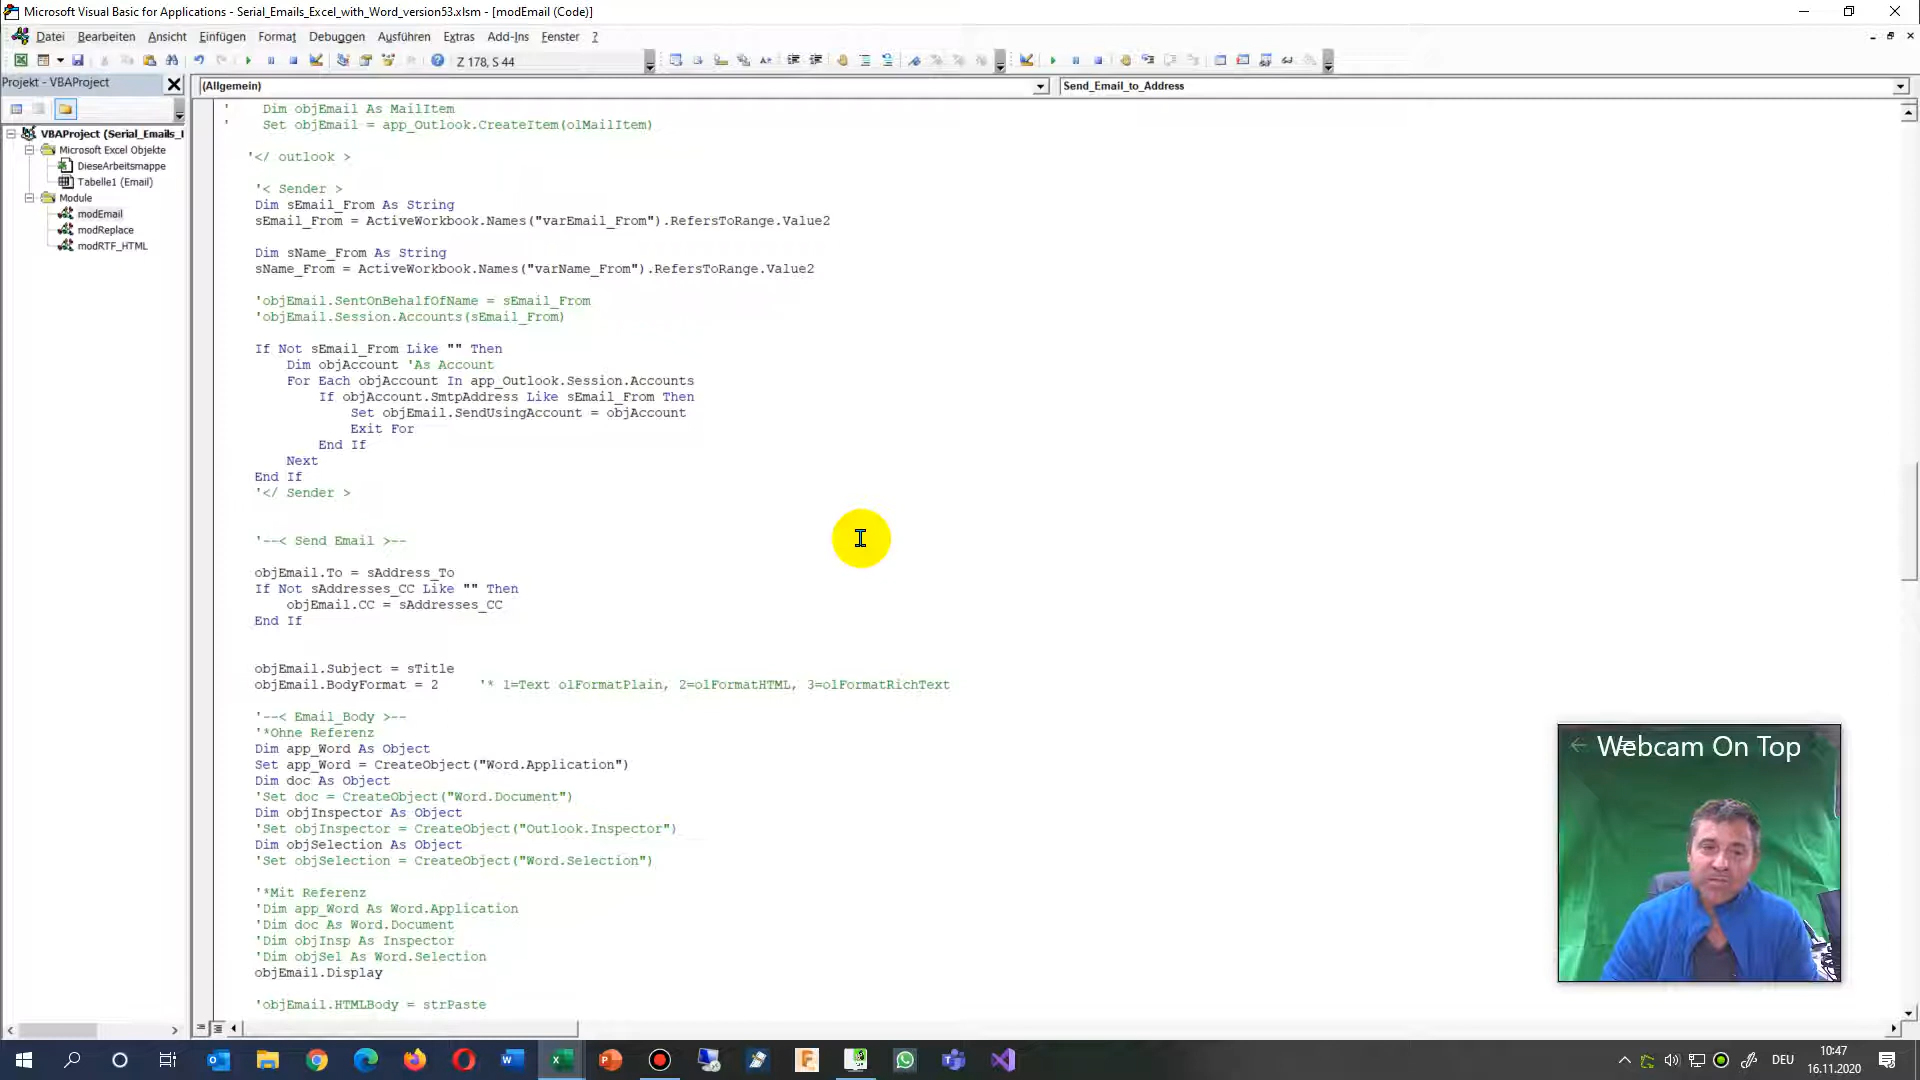 Microsoft Visual Basic for Applications - Serial_Emails_Excel_with_Word_version53.xlsm - [modEmail (Code)]
Datei Bearbeiten Ansicht Einfügen Format Debuggen Ausführen Extras Add-Ins Fenster ?
Z 178, S 44
Projekt - VBAProject
(Allgemein)
Send_Email_to_Address
VBAProject (Serial_Emails_
Microsoft Excel Objekte
DieseArbeitsmappe
Tabelle1 (Email)
Module
modEmail
modReplace
modRTF_HTML
' Dim objEmail As MailItem
' Set objEmail = app_Outlook.CreateItem(olMailItem)
'</ outlook >
'< Sender >
Dim sEmail_From As String
sEmail_From = ActiveWorkbook.Names("varEmail_From").RefersToRange.Value2
Dim sName_From As String
sName_From = ActiveWorkbook.Names("varName_From").RefersToRange.Value2
'objEmail.SentOnBehalfOfName = sEmail_From
'objEmail.Session.Accounts(sEmail_From)
If Not sEmail_From Like "" Then
Dim objAccount 'As Account
For Each objAccount In app_Outlook.Session.Accounts
If objAccount.SmtpAddress Like sEmail_From Then
Set objEmail.SendUsingAccount = objAccount
Exit For
End If
Next
End If
'</ Sender >
'--< Send Email >--
objEmail.To = sAddress_To
If Not sAddresses_CC Like "" Then
objEmail.CC = sAddresses_CC
End If
objEmail.Subject = sTitle
objEmail.BodyFormat = 2 '* 1=Text olFormatPlain, 2=olFormatHTML, 3=olFormatRichText
'--< Email_Body >--
'*Ohne Referenz
Dim app_Word As Object
Set app_Word = CreateObject("Word.Application")
Dim doc As Object
'Set doc = CreateObject("Word.Document")
Dim objInspector As Object
'Set objInspector = CreateObject("Outlook.Inspector")
Dim objSelection As Object
'Set objSelection = CreateObject("Word.Selection")
'*Mit Referenz
'Dim app_Word As Word.Application
'Dim doc As Word.Document
'Dim objInsp As Inspector
'Dim objSel As Word.Selection
objEmail.Display
'objEmail.HTMLBody = strPaste
Webcam On Top
DEU
10:47
16.11.2020